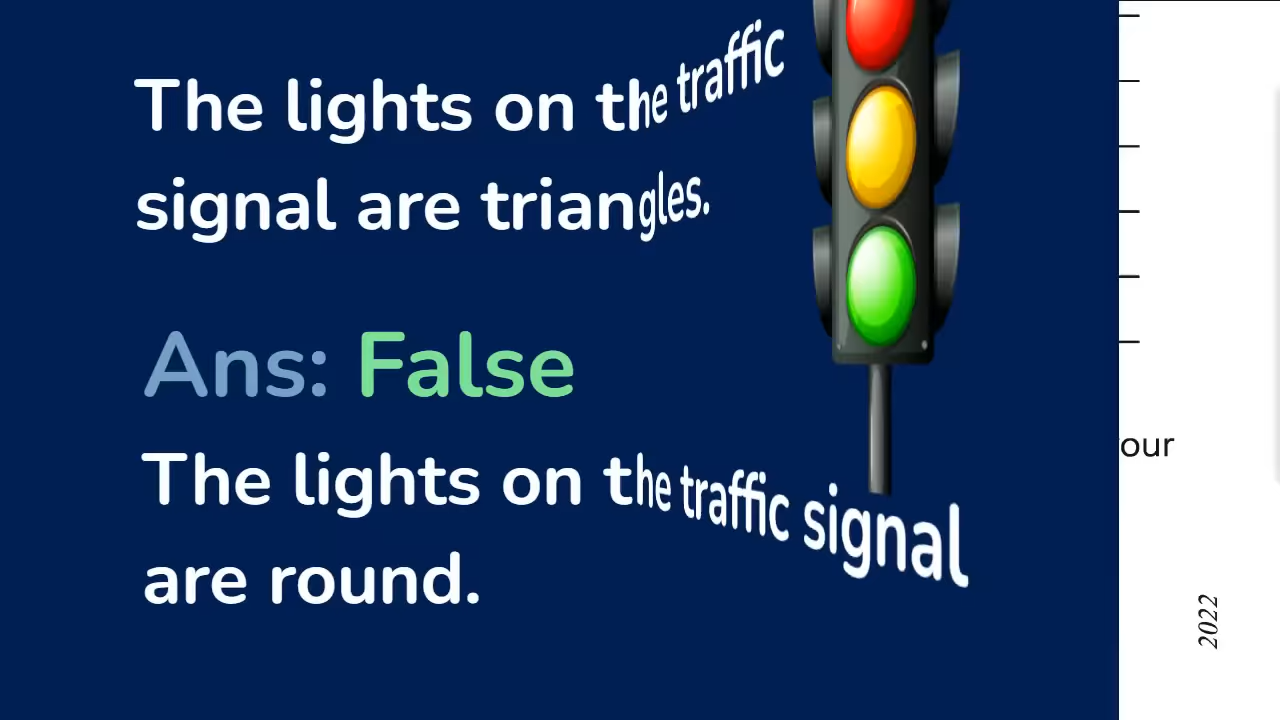 The lights on the traffic
signal are triangles.
Ans: False
The lights on the traffic signal
are round.
our
2022